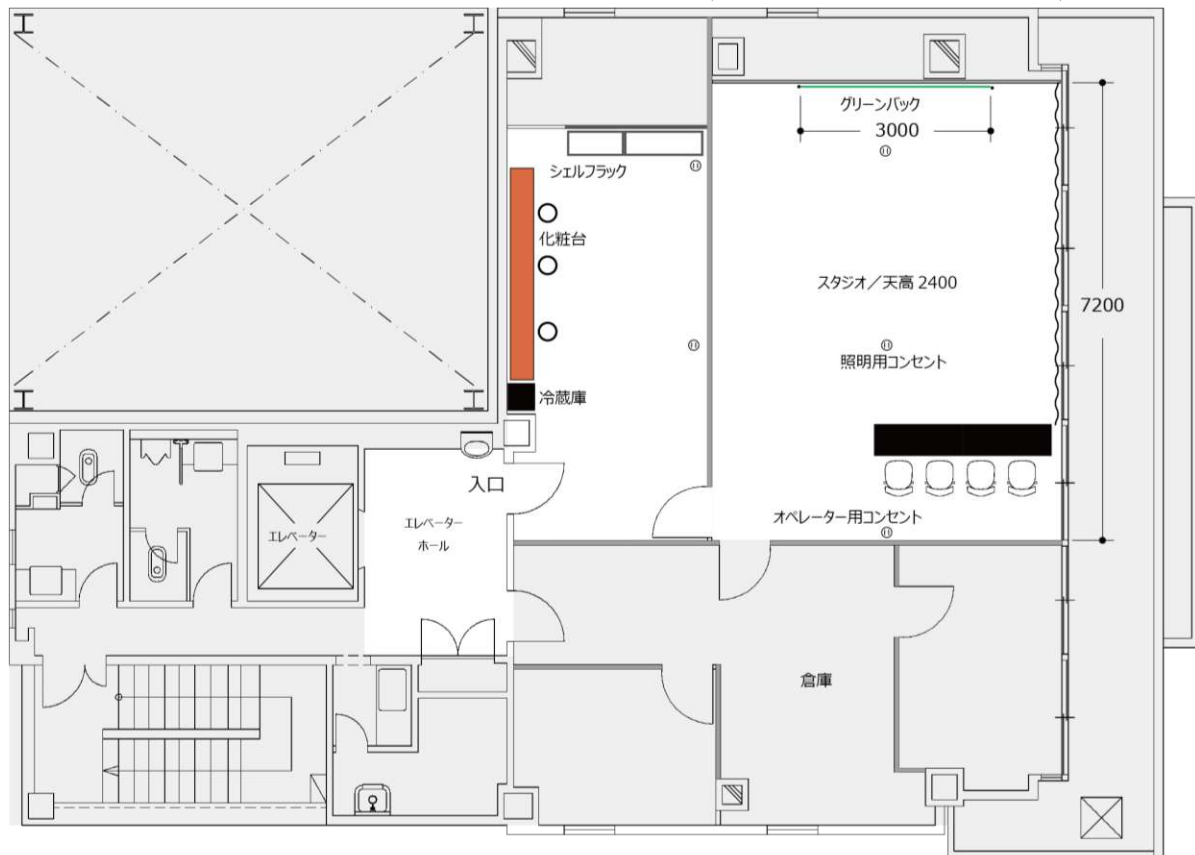 グリーンバック
3000
シェルフラック
化粧台
スタジオ／天高 2400
7200
照明用コンセント
冷蔵庫
入口
エレベーター
ホール
エレベーター
オペレーター用コンセント
倉庫